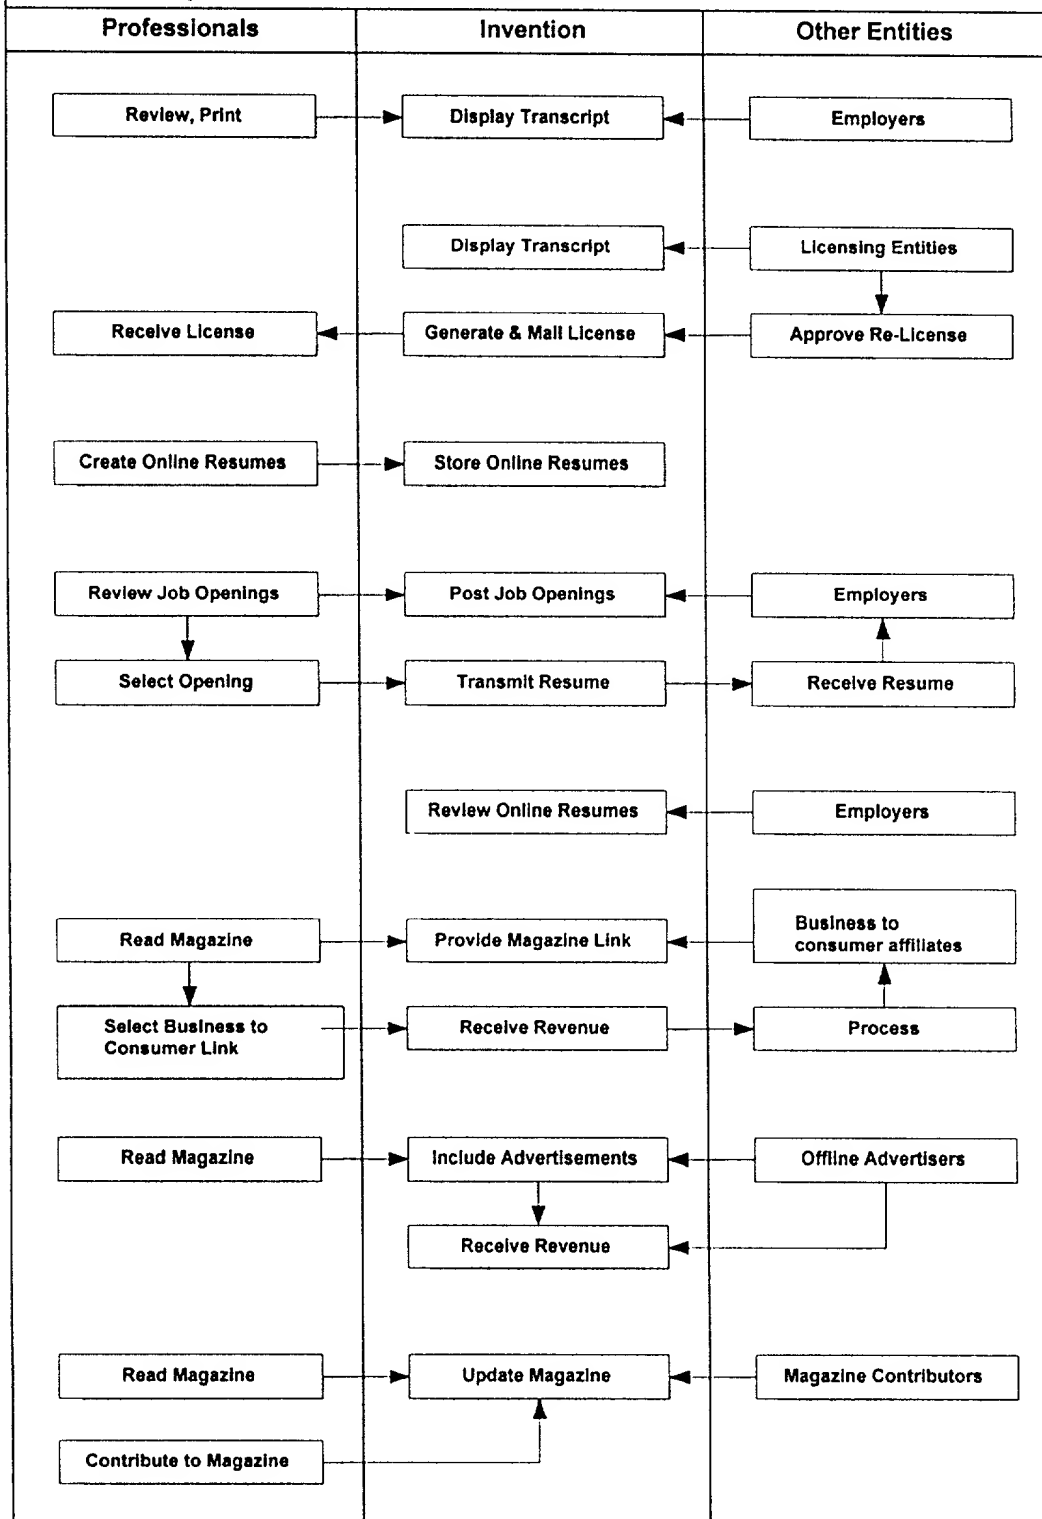 Professionals
Invention
Other Entities
Review, Print
Display Transcript
Employers
Display Transcript
Licensing Entities
Receive License
Generate & Mail License
Approve Re-License
Create Online Resumes
Store Online Resumes
Review Job Openings
Post Job Openings
Employers
Select Opening
Transmit Resume
Receive Resume
Review Online Resumes
Employers
Read Magazine
Provide Magazine Link
Business to
consumer affiliates
Select Business to
Consumer Link
Receive Revenue
Process
Read Magazine
Include Advertisements
Offline Advertisers
Receive Revenue
Read Magazine
Update Magazine
Magazine Contributors
Contribute to Magazine